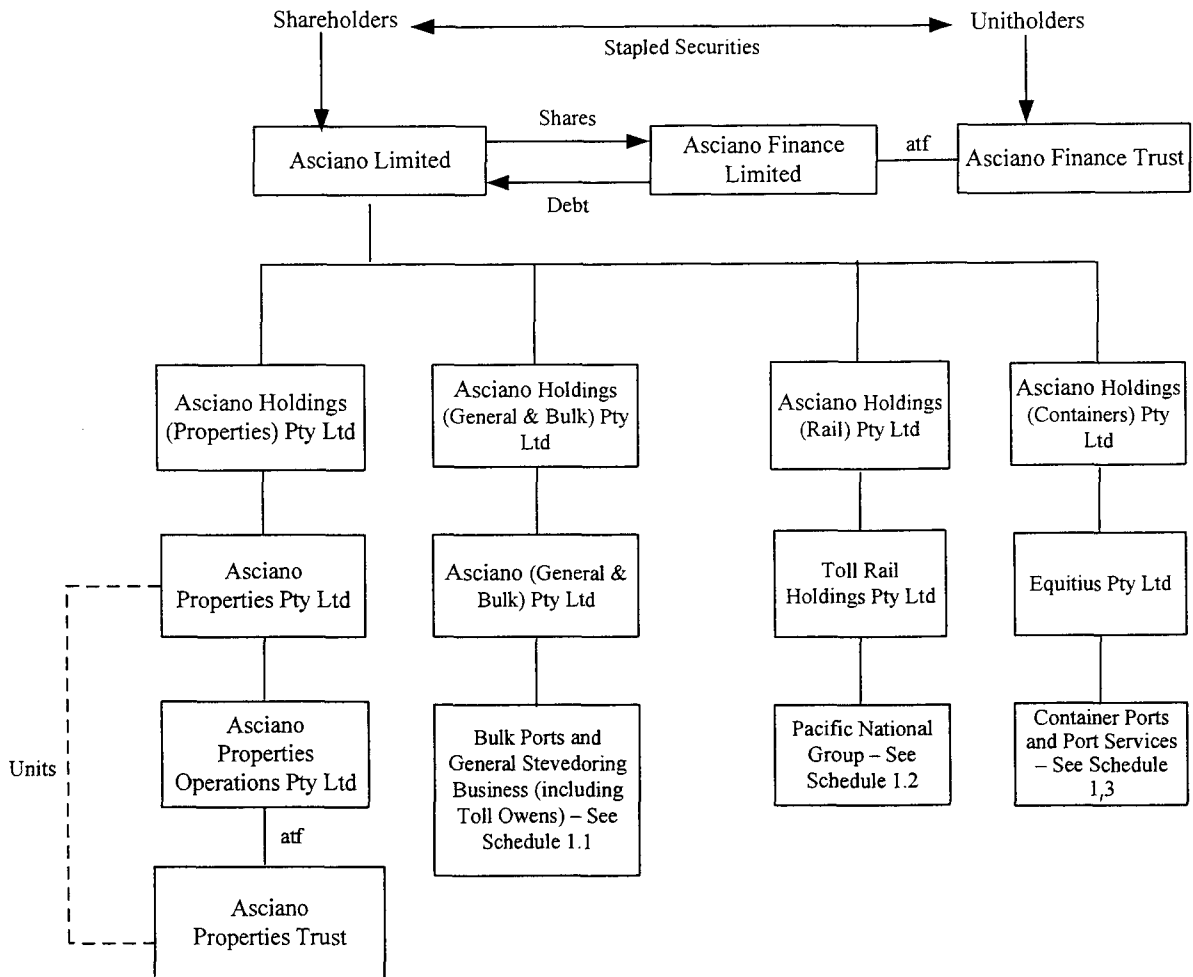 Shareholders
Unitholders
Stapled Securities
Shares
Asciano Limited
Asciano Finance
Limited
atf
Asciano Finance Trust
Debt
Asciano Holdings
(Properties) Pty Ltd
Asciano Holdings
(General & Bulk) Pty
Ltd
Asciano Holdings
(Rail) Pty Ltd
Asciano Holdings
(Containers) Pty
Ltd
Asciano
Properties Pty Ltd
Asciano (General &
Bulk) Pty Ltd
Toll Rail
Holdings Pty Ltd
Equitius Pty Ltd
Units
Asciano
Properties
Operations Pty Ltd
Bulk Ports and
General Stevedoring
Business (including
Toll Owens) – See
Schedule 1.1
Pacific National
Group – See
Schedule 1.2
Container Ports
and Port Services
– See Schedule
1,3
atf
Asciano
Properties Trust